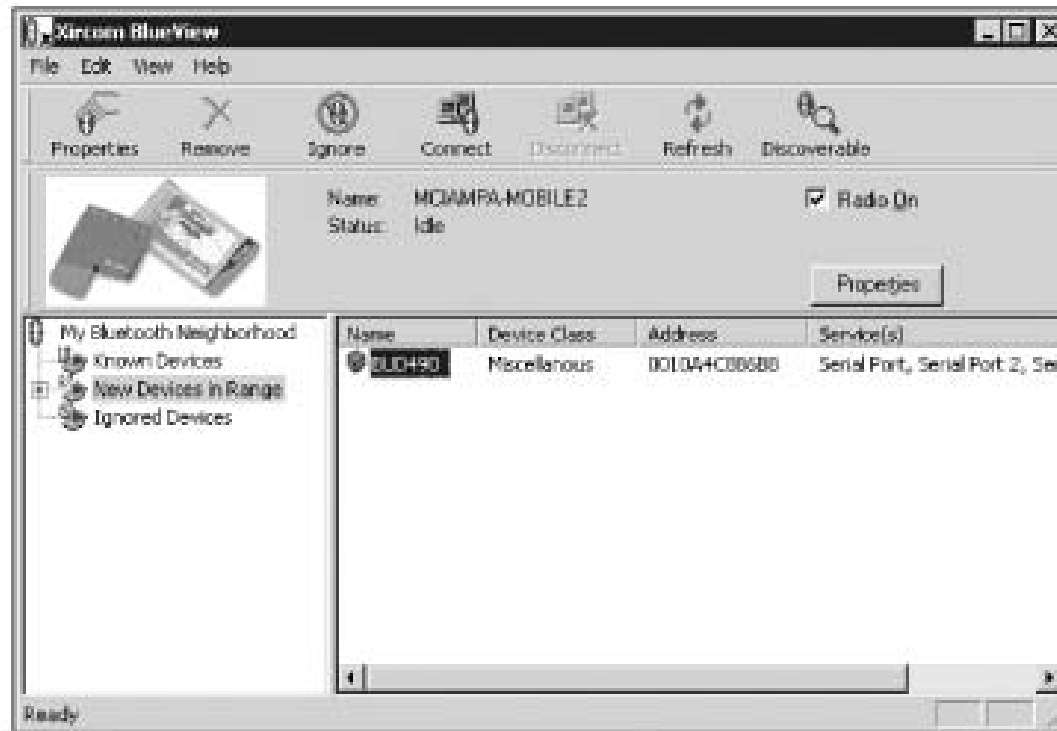 Xircom BlueView
File Edit View Help
Properties Remove Ignore Connect Disconnect Refresh Discoverable
Name: Radio On
Status: Idle
Properties
My Bluetooth Neighborhood
Known Devices
New Devices in Range
Ignored Devices
Name Device Class Address Service(s)
Miscellanous Serial Port, Serial Port 2, Se
Ready